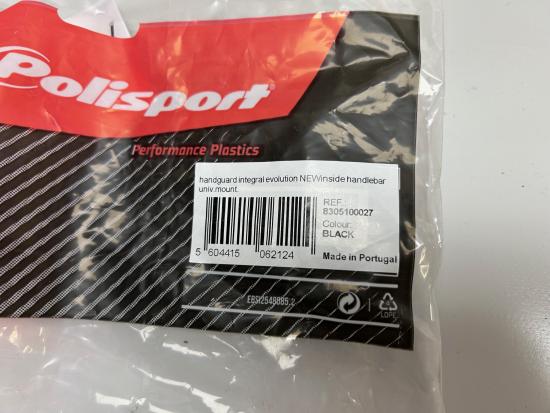 Polisport®
Performance Plastics
handguard integral evolution NEWinside handlebar
univ.mount.
REF.:
8305100027
Colour:
BLACK
5 604415 062124
Made in Portugal
LDPE